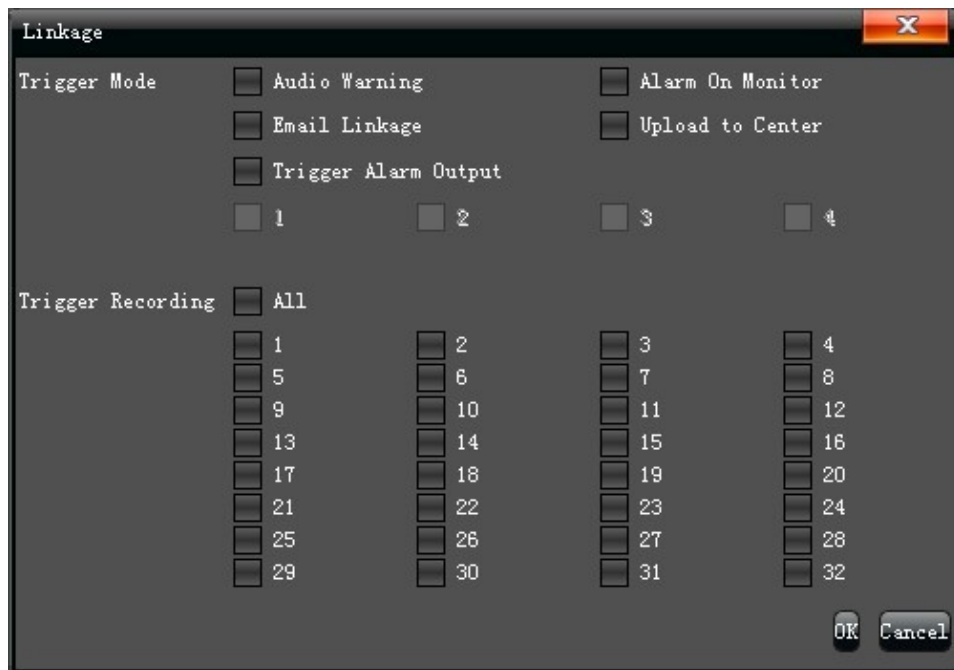 Linkage
Trigger Mode Audio Warning Alarm On Monitor
Email Linkage Upload to Center
Trigger Alarm Output
1 2 3 4
Trigger Recording All
1 2 3 4
5 6 7 8
9 10 11 12
13 14 15 16
17 18 19 20
21 22 23 24
25 26 27 28
29 30 31 32
OK Cancel